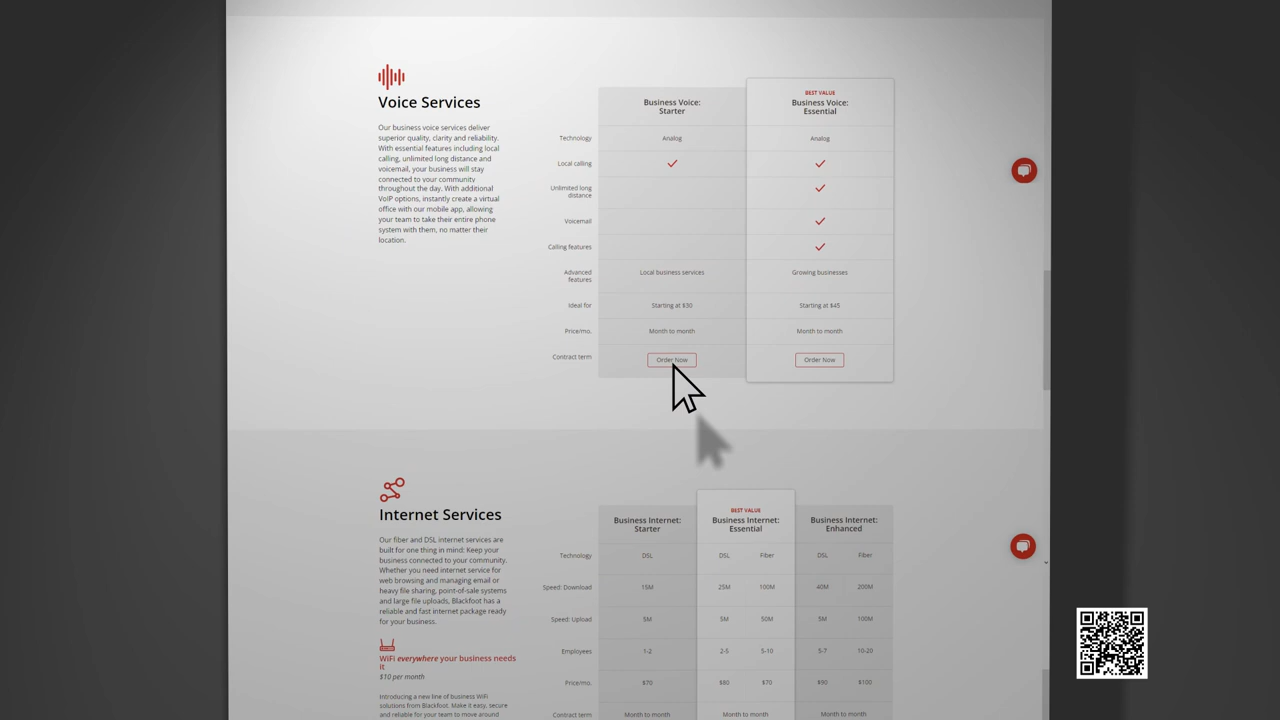 Voice Services
Our business voice services deliver
superior quality, clarity and reliability.
With essential features including local
calling, unlimited long distance and
voicemail, your business will stay
connected to your community
throughout the day. With additional
VoIP options, instantly create a virtual
office with our mobile app, allowing
your team to take their entire phone
system with them, no matter their
location.
Business Voice:
Starter
BEST VALUE
Business Voice:
Essential
Technology Analog Analog
Local calling
Unlimited long
distance
Voicemail
Calling features
Advanced
features
Local business services Growing businesses
Ideal for Starting at $30 Starting at $45
Price/mo. Month to month Month to month
Contract term Order Now Order Now
Internet Services
Our fiber and DSL internet services are
built for one thing in mind: Keep your
business connected to your community.
Whether you need internet service for
web browsing and managing email or
heavy file sharing, point-of-sale systems
and large file uploads, Blackfoot has a
reliable and fast internet package ready
for your business.
WiFi everywhere your business needs
it
$10 per month
Introducing a new line of business WiFi
solutions from Blackfoot. Make it easy, secure
and reliable for your team to move around
Business Internet:
Starter
BEST VALUE
Business Internet:
Essential
Business Internet:
Enhanced
Technology DSL DSL Fiber DSL Fiber
Speed: Download 15M 25M 100M 40M 200M
Speed: Upload 5M 5M 50M 5M 100M
Employees 1-2 2-5 5-10 5-7 10-20
Price/mo. $70 $80 $70 $90 $100
Contract term Month to month Month to month Month to month